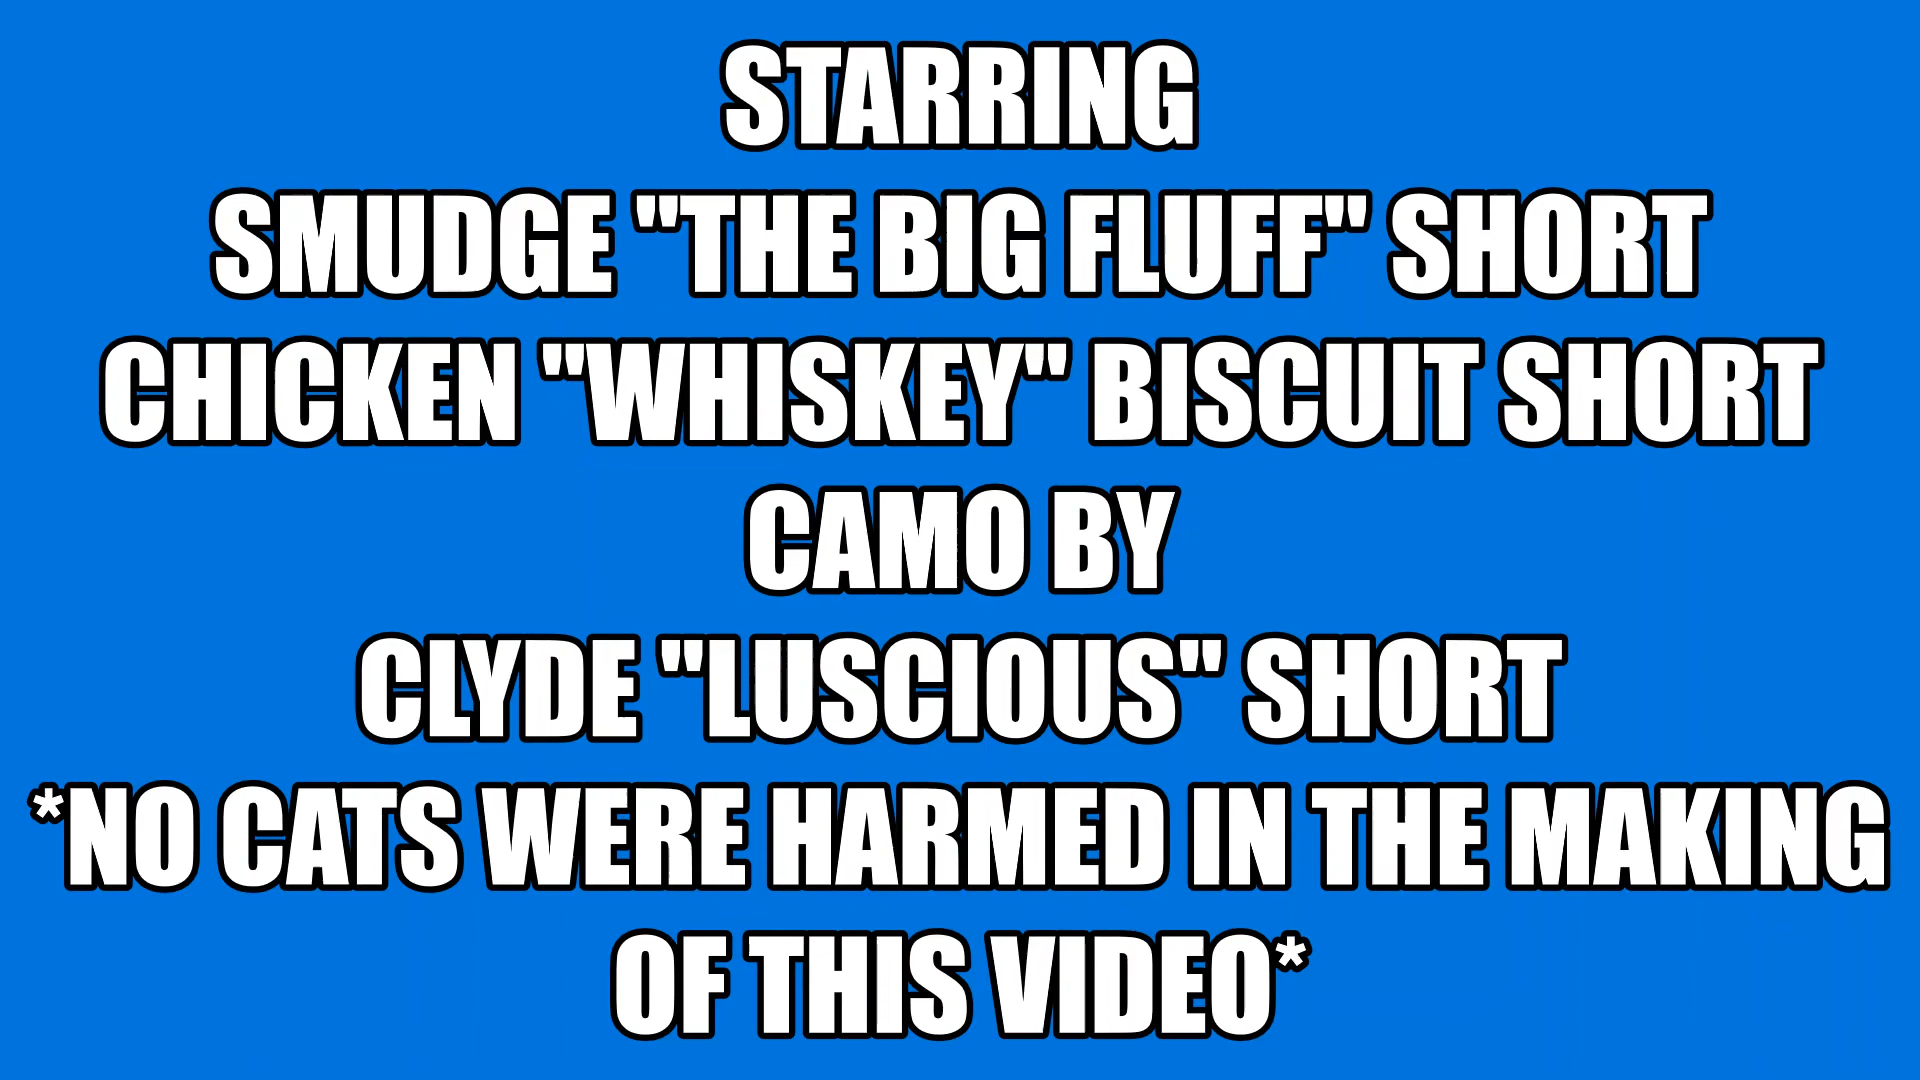 STARRING
SMUDGE "THE BIG FLUFF" SHORT
CHICKEN "WHISKEY" BISCUIT SHORT
CAMO BY
CLYDE "LUSCIOUS" SHORT
*NO CATS WERE HARMED IN THE MAKING
OF THIS VIDEO*